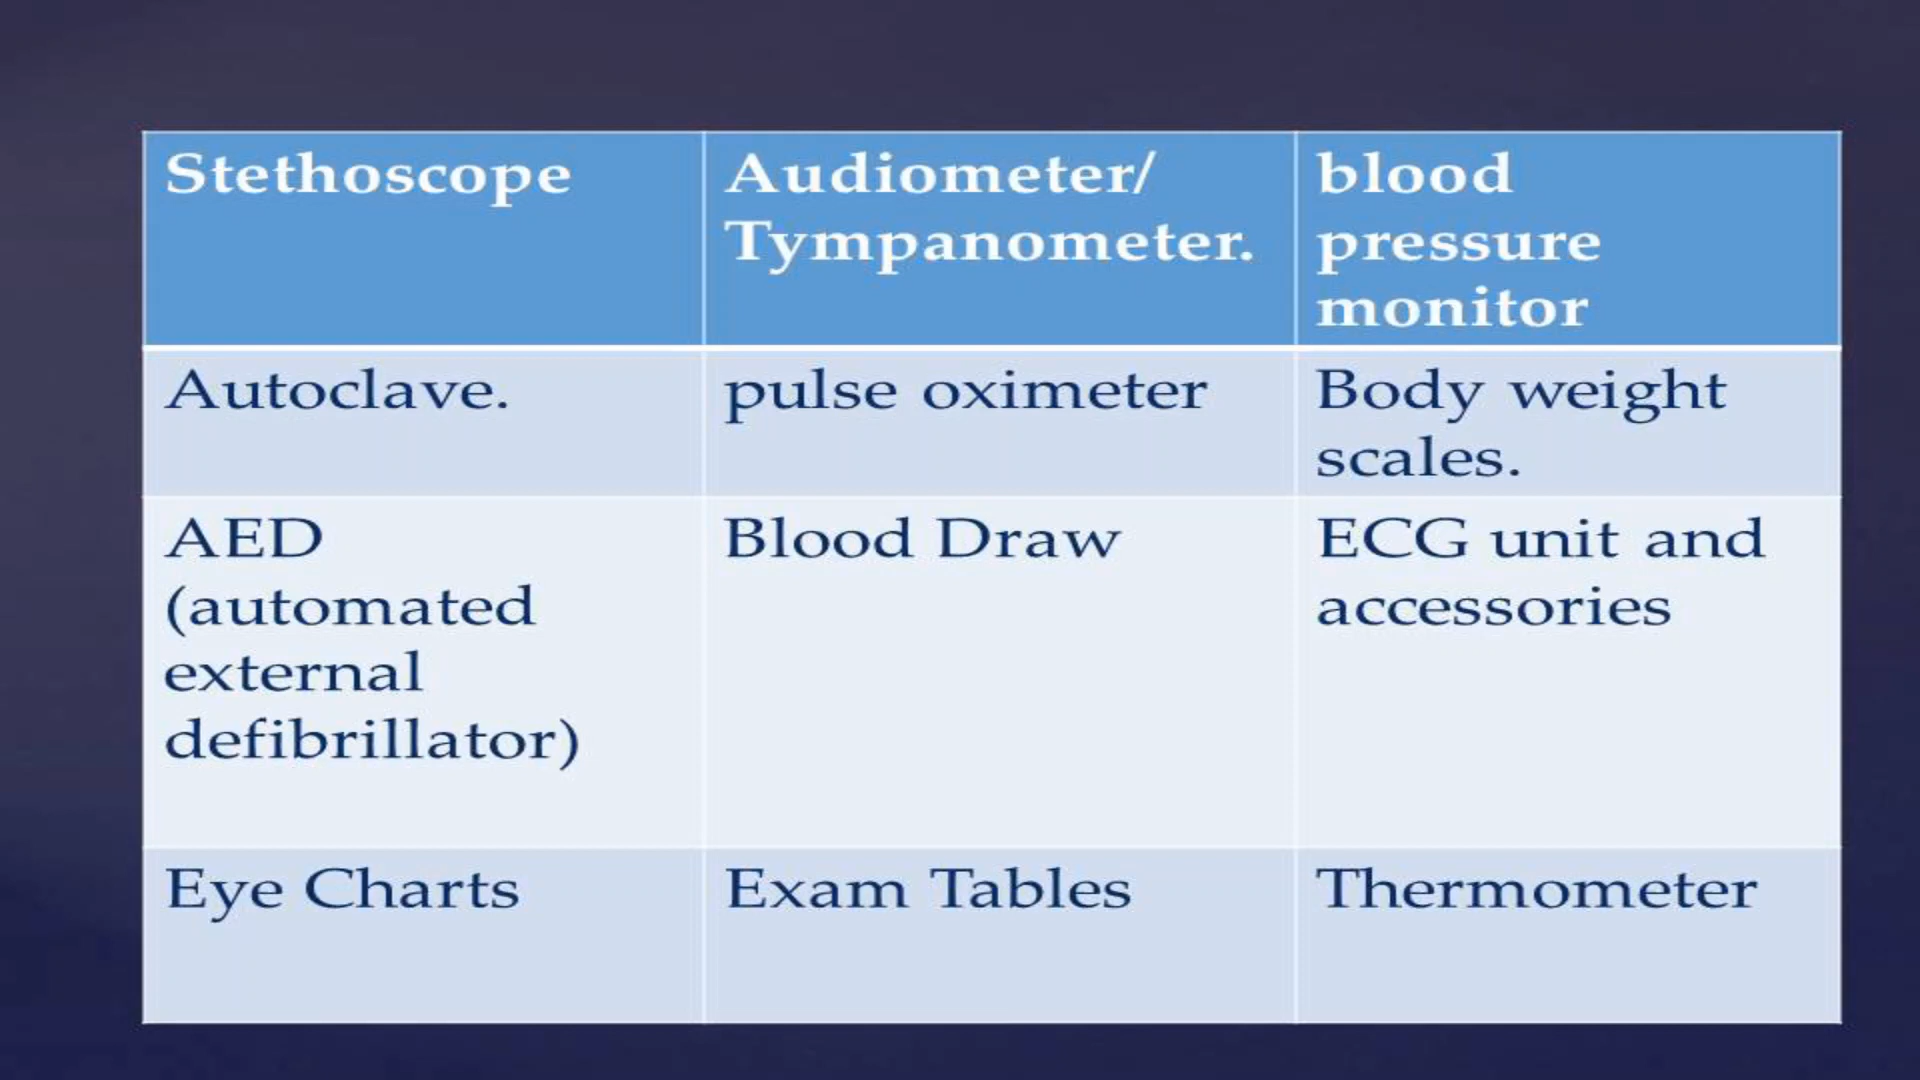 Stethoscope
Audiometer/
Tympanometer.
blood
pressure
monitor
Autoclave.
pulse oximeter
Body weight
scales.
AED
(automated
external
defibrillator)
Blood Draw
ECG unit and
accessories
Eye Charts
Exam Tables
Thermometer